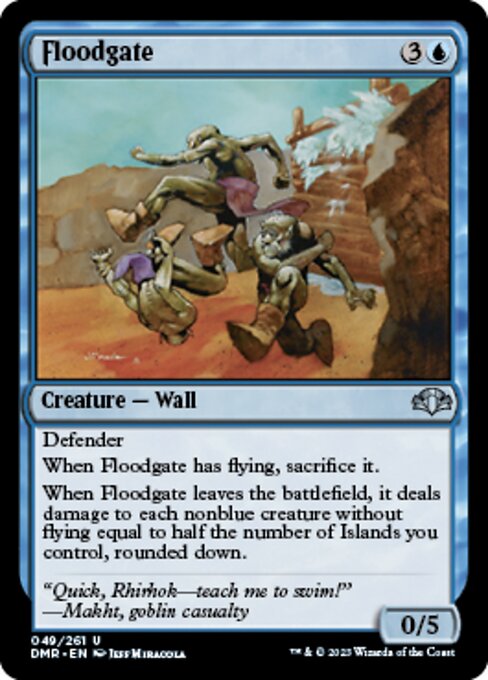 Floodgate 3
Creature — Wall
Defender
When Floodgate has flying, sacrifice it.
When Floodgate leaves the battlefield, it deals
damage to each nonblue creature without
flying equal to half the number of Islands you
control, rounded down.
“Quick, Rhirhok—teach me to swim!”
—Makht, goblin casualty
0/5
049/261 U
DMR • EN Jeff Miracola
™ & © 2023 Wizards of the Coast